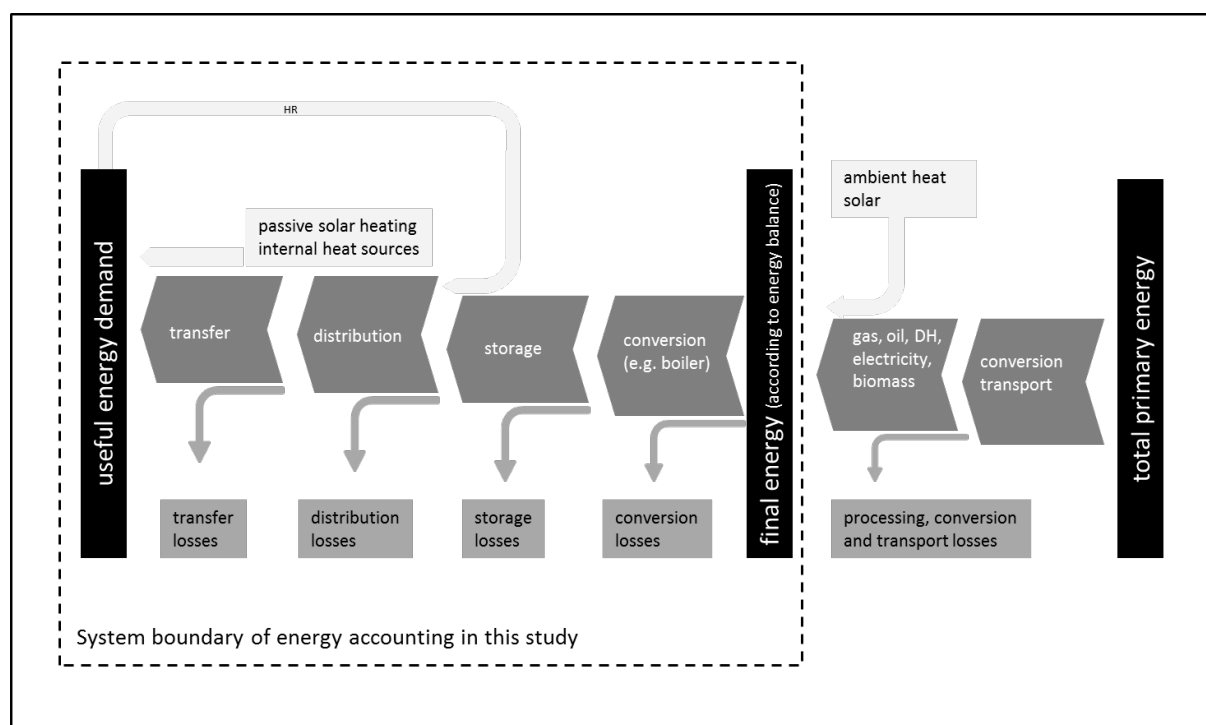 HR
useful energy demand
passive solar heating
internal heat sources
transfer
distribution
storage
conversion
(e.g. boiler)
final energy (according to energy balance)
ambient heat
solar
gas, oil, DH,
electricity,
biomass
conversion
transport
total primary energy
transfer
losses
distribution
losses
storage
losses
conversion
losses
processing, conversion
and transport losses
System boundary of energy accounting in this study